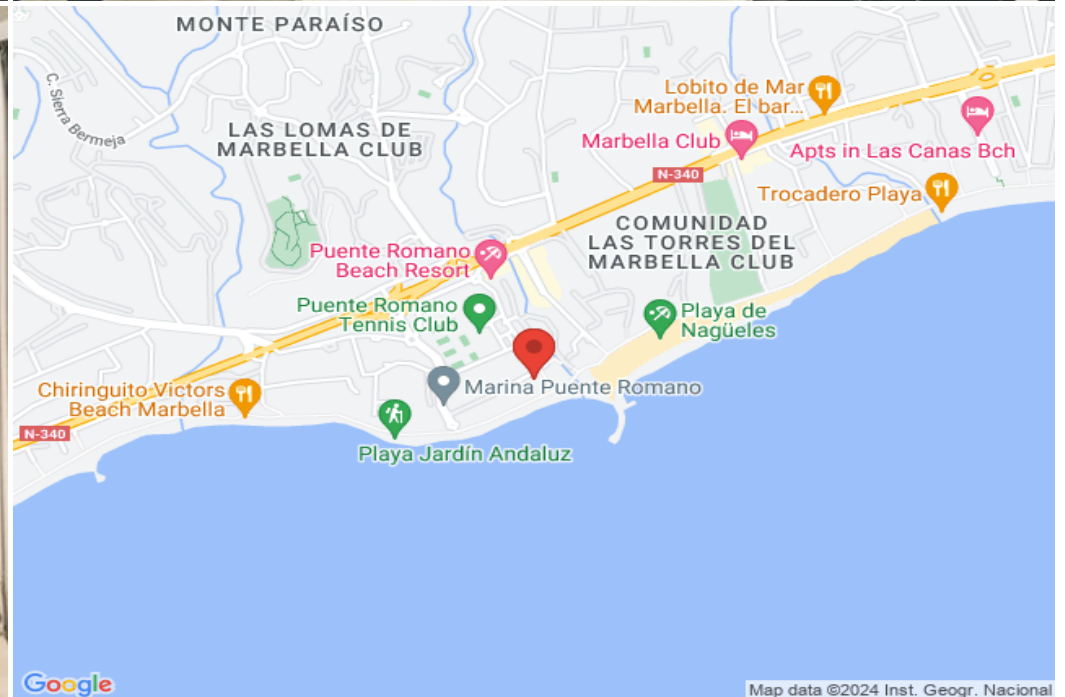 MONTE PARAÍSO
C. Sierra Bermeja
LAS LOMAS DE
MARBELLA CLUB
Lobito de Mar
Marbella. El bar...
Marbella Club
Apts in Las Canas Bch
N-340
Trocadero Playa
COMUNIDAD
LAS TORRES DEL
MARBELLA CLUB
Puente Romano
Beach Resort
Puente Romano
Tennis Club
Playa de
Nagüeles
Marina Puente Romano
Chiringuito Victors
Beach Marbella
N-340
Playa Jardín Andaluz
Google
Map data ©2024 Inst. Geogr. Nacional